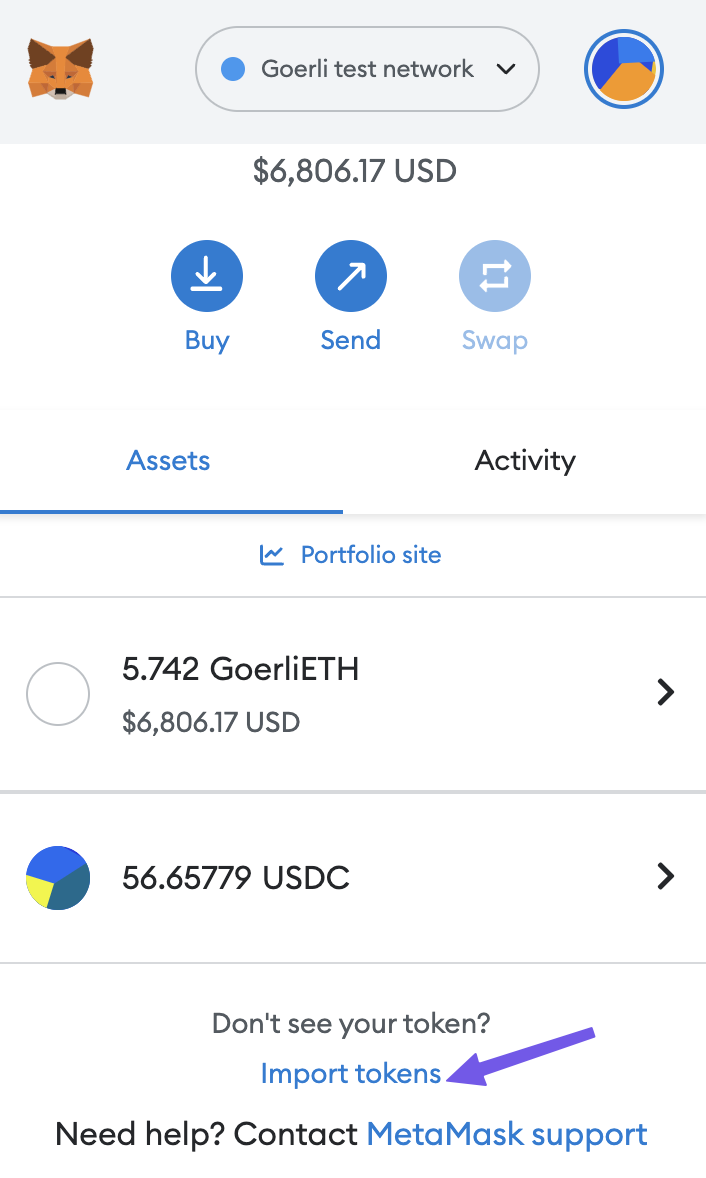 Goerli test network
$6,806.17 USD
Buy Send Swap
Assets Activity
Portfolio site
5.742 GoerliETH
$6,806.17 USD
56.65779 USDC
Don't see your token?
Import tokens
Need help? Contact MetaMask support